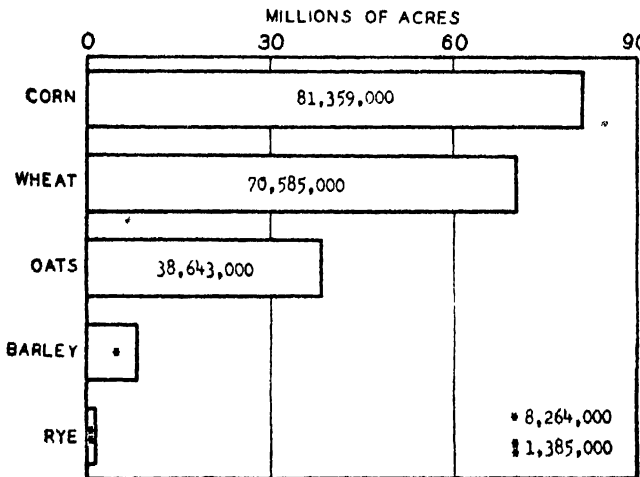 MILLIONS OF ACRES
0 30 60 90
CORN 81,359,000
WHEAT 70,585,000
OATS 38,643,000
BARLEY *
RYE **
* 8,264,000
** 1,385,000